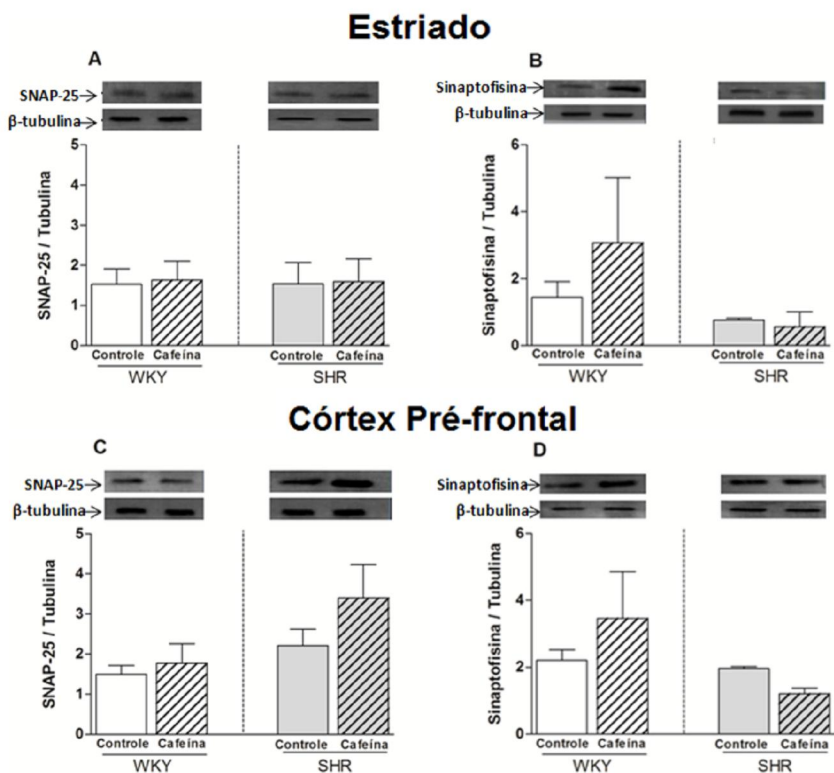 Estriado
A
SNAP-25
β-tubulina
SNAP-25 / Tubulina
5
4
3
2
1
0
Controle Cafeína Controle Cafeína
WKY SHR
B
Sinaptofisina
β-tubulina
Sinaptofisina / Tubulina
6
4
2
0
Controle Cafeína Controle Cafeína
WKY SHR
Córtex Pré-frontal
C
SNAP-25
β-tubulina
SNAP-25 / Tubulina
5
4
3
2
1
0
Controle Cafeína Controle Cafeína
WKY SHR
D
Sinaptofisina
β-tubulina
Sinaptofisina / Tubulina
6
4
2
0
Controle Cafeína Controle Cafeína
WKY SHR